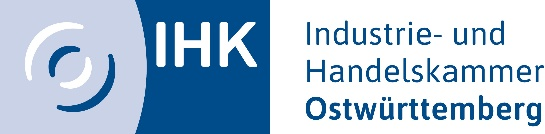 IHK
Industrie- und
Handelskammer
Ostwürttemberg